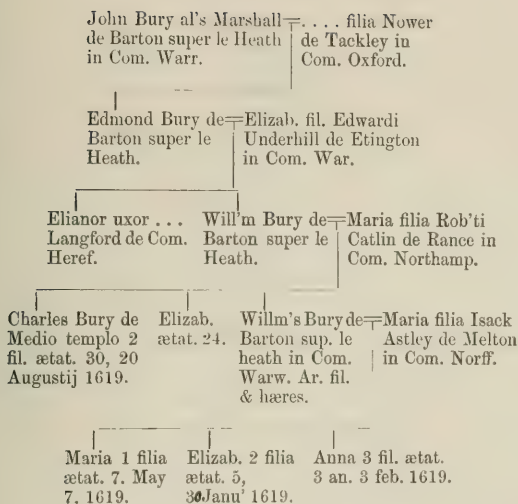 John Bury al's Marshall
de Barton super le Heath
in Com. Warr.
. . . . filia Nower
de Tackley in
Com. Oxford.
Edmond Bury de
Barton super le
Heath.
Elizab. fil. Edwardi
Underhill de Etington
in Com. War.
Elianor uxor . . .
Langford de Com.
Heref.
Will'm Bury de
Barton super le
Heath.
Maria filia Rob'ti
Catlin de Rance in
Com. Northamp.
Charles Bury de
Medio templo 2
fil. ætat. 30, 20
Augustij 1619.
Elizab.
ætat. 24.
Willm's Bury de
Barton sup. le
heath in Com.
Warw. Ar. fil.
& hæres.
Maria filia Isack
Astley de Melton
in Com. Norff.
Maria 1 filia
ætat. 7. May
7, 1619.
Elizab. 2 filia
ætat. 5,
30 Janu' 1619.
Anna 3 fil. ætat.
3 an. 3 feb. 1619.